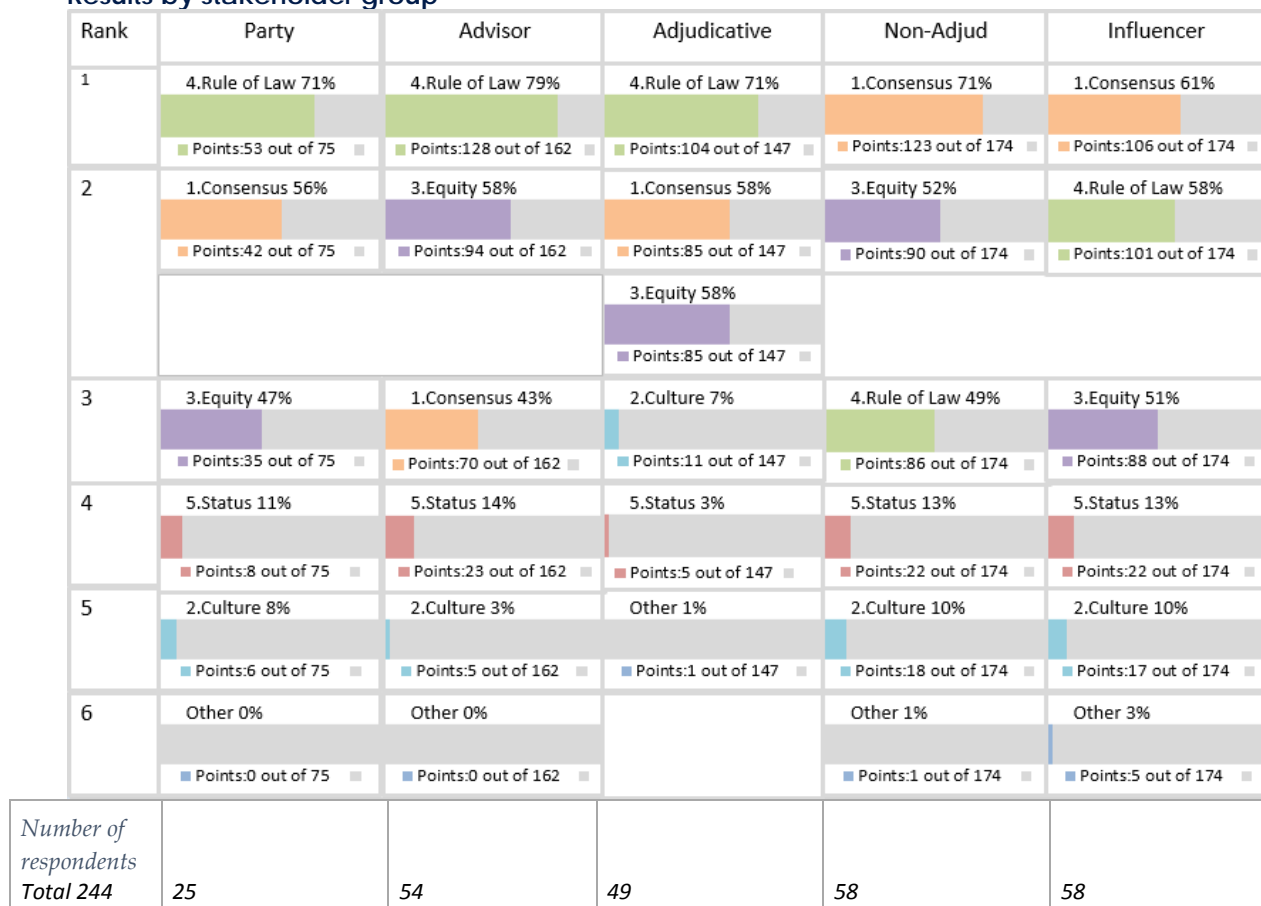 Results by stakeholder group
Rank Party Advisor Adjudicative Non-Adjud Influencer
1 4.Rule of Law 71% 4.Rule of Law 79% 4.Rule of Law 71% 1.Consensus 71% 1.Consensus 61%
Points:53 out of 75 Points:128 out of 162 Points:104 out of 147 Points:123 out of 174 Points:106 out of 174
2 1.Consensus 56% 3.Equity 58% 1.Consensus 58% 3.Equity 52% 4.Rule of Law 58%
Points:42 out of 75 Points:94 out of 162 Points:85 out of 147 Points:90 out of 174 Points:101 out of 174
3.Equity 58%
Points:85 out of 147
3 3.Equity 47% 1.Consensus 43% 2.Culture 7% 4.Rule of Law 49% 3.Equity 51%
Points:35 out of 75 Points:70 out of 162 Points:11 out of 147 Points:86 out of 174 Points:88 out of 174
4 5.Status 11% 5.Status 14% 5.Status 3% 5.Status 13% 5.Status 13%
Points:8 out of 75 Points:23 out of 162 Points:5 out of 147 Points:22 out of 174 Points:22 out of 174
5 2.Culture 8% 2.Culture 3% Other 1% 2.Culture 10% 2.Culture 10%
Points:6 out of 75 Points:5 out of 162 Points:1 out of 147 Points:18 out of 174 Points:17 out of 174
6 Other 0% Other 0% Other 1% Other 3%
Points:0 out of 75 Points:0 out of 162 Points:1 out of 174 Points:5 out of 174
Number of
respondents
Total 244 25 54 49 58 58